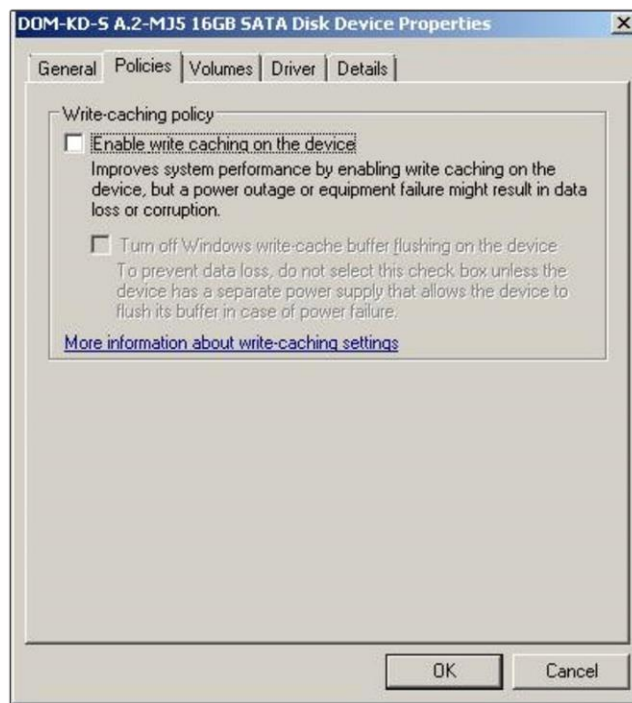 DOM-KD-S A.2-MJ5 16GB SATA Disk Device Properties
General Policies Volumes Driver Details
Write-caching policy
Enable write caching on the device
Improves system performance by enabling write caching on the
device, but a power outage or equipment failure might result in data
loss or corruption.
Turn off Windows write-cache buffer flushing on the device
To prevent data loss, do not select this check box unless the
device has a separate power supply that allows the device to
flush its buffer in case of power failure.
More information about write-caching settings
OK Cancel